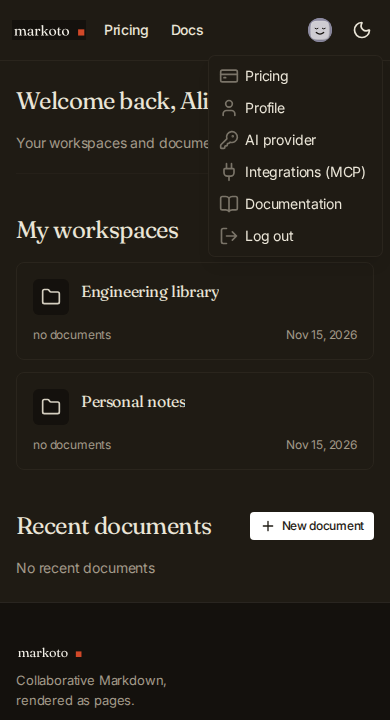 markoto
Pricing
Docs
Welcome back, Ali
Your workspaces and docume
Pricing
Profile
AI provider
Integrations (MCP)
Documentation
Log out
My workspaces
Engineering library
no documents
Nov 15, 2026
Personal notes
no documents
Nov 15, 2026
Recent documents
New document
No recent documents
markoto
Collaborative Markdown,
rendered as pages.